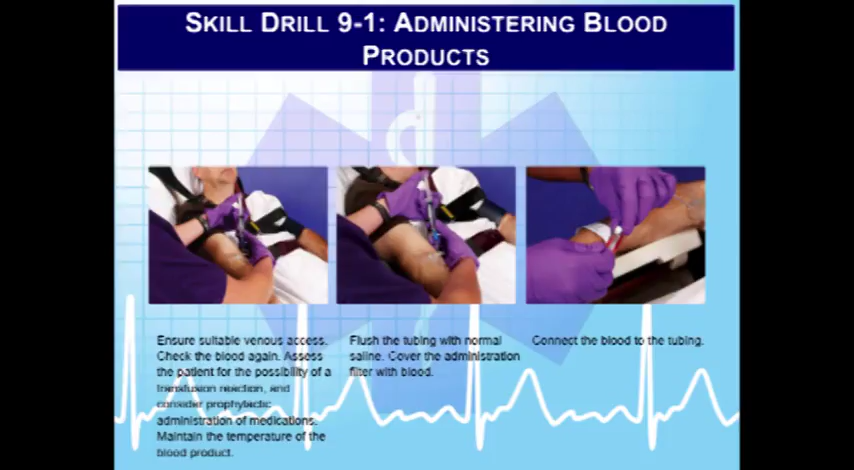 SKILL DRILL 9-1: ADMINISTERING BLOOD
PRODUCTS
Ensure suitable venous access.
Check the blood again. Assess
the patient for the possibility of a
transfusion reaction, and
consider prophylactic
administration of medications.
Maintain the temperature of the
blood product.
Flush the tubing with normal
saline. Cover the administration
filter with blood.
Connect the blood to the tubing.